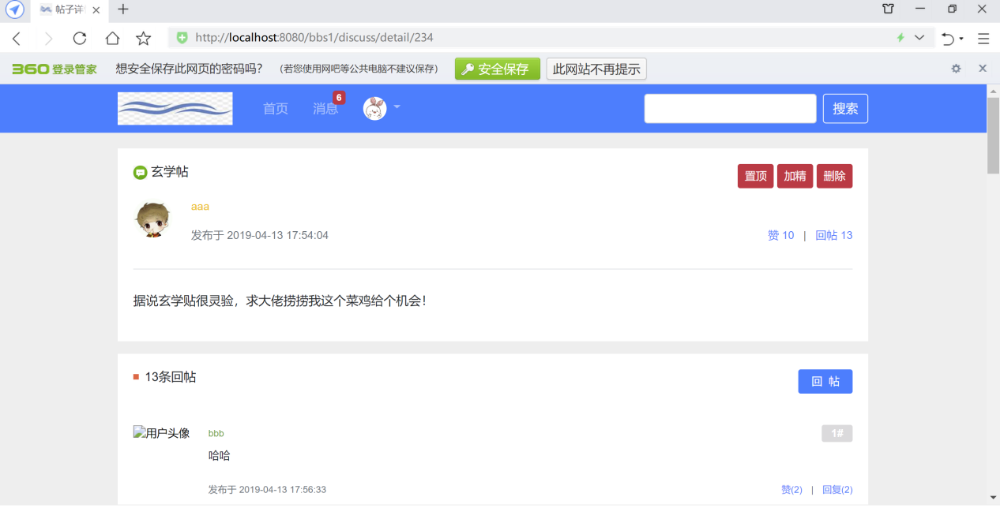 帖子详
http://localhost:8080/bbs1/discuss/detail/234
360登录管家 想安全保存此网页的密码吗？ （若您使用网吧等公共电脑不建议保存） 安全保存 此网站不再提示
首页 消息 6 搜索
玄学帖 置顶 加精 删除
aaa
发布于 2019-04-13 17:54:04 赞 10 | 回帖 13
据说玄学贴很灵验，求大佬捞捞我这个菜鸡给个机会！
13条回帖 回 帖
用户头像 bbb 1#
哈哈
发布于 2019-04-13 17:56:33 赞(2) | 回复(2)